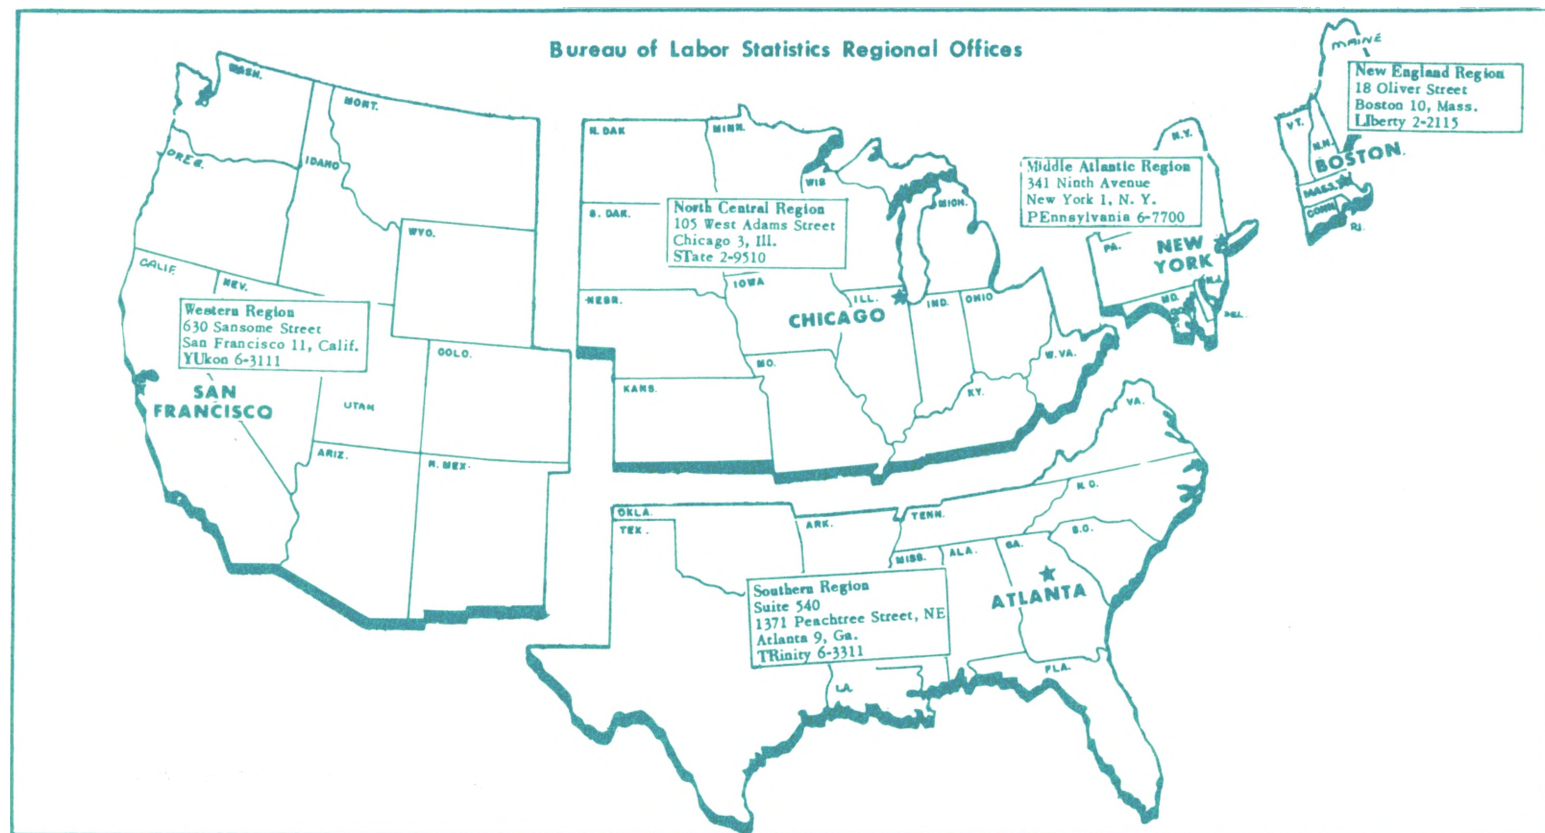 Bureau of Labor Statistics Regional Offices
WASH.
MONT.
OREG.
IDAHO
WYO.
CALIF.
NEV.
Western Region
630 Sansome Street
San Francisco 11, Calif.
YUkon 6-3111
SAN
FRANCISCO
UTAH
COLO.
ARIZ.
N. MEX.
N. DAK
MINN.
S. DAK.
WIS
MICH.
North Central Region
105 West Adams Street
Chicago 3, Ill.
STate 2-9510
NEBR.
IOWA
ILL.
IND.
OHIO
CHICAGO
MO.
KANS.
KY.
W. VA.
MAINE
New England Region
18 Oliver Street
Boston 10, Mass.
LIberty 2-2115
VT.
N.H.
BOSTON.
MASS.
CONN.
R.I.
N.Y.
Middle Atlantic Region
341 Ninth Avenue
New York 1, N. Y.
PEnnsylvania 6-7700
PA.
NEW
YORK
N.J.
MD.
DEL.
VA.
N.C.
OKLA.
TEX.
ARK.
TENN.
S.C.
MISS.
ALA.
GA.
Southern Region
Suite 540
1371 Peachtree Street, NE
Atlanta 9, Ga.
TRinity 6-3311
ATLANTA
LA.
FLA.